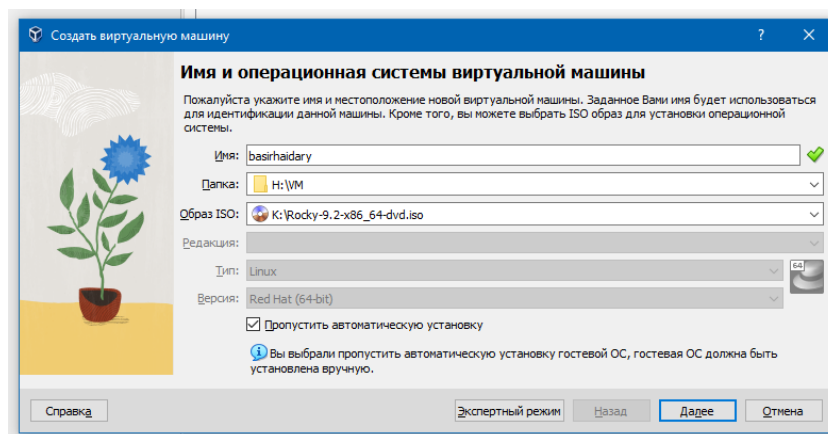 Создать виртуальную машину
Имя и операционная системы виртуальной машины
Пожалуйста укажите имя и местоположение новой виртуальной машины. Заданное Вами имя будет использоваться
для идентификации данной машины. Кроме того, вы можете выбрать ISO образ для установки операционной
системы.
Имя: basirhaidary
Папка: H:\VM
Образ ISO: K:\Rocky-9.2-x86_64-dvd.iso
Редакция:
Тип: Linux
64
Версия: Red Hat (64-bit)
Пропустить автоматическую установку
Вы выбрали пропустить автоматическую установку гостевой ОС, гостевая ОС должна быть
установлена вручную.
Справка Экспертный режим Назад Далее Отмена